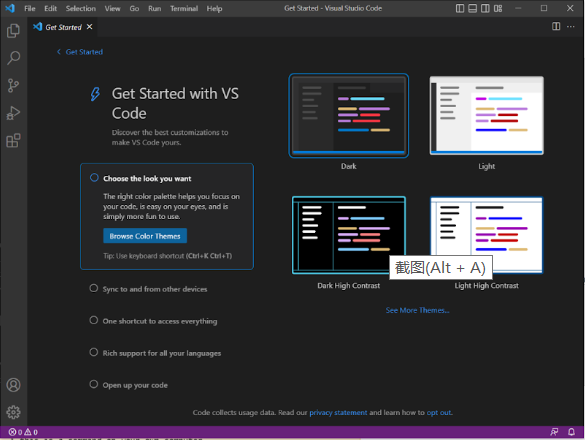 File Edit Selection View Go Run Terminal Help Get Started - Visual Studio Code
Get Started
Get Started
Get Started with VS
Code
Discover the best customizations to
make VS Code yours.
Choose the look you want
The right color palette helps you focus on
your code, is easy on your eyes, and is
simply more fun to use.
Browse Color Themes
Tip: Use keyboard shortcut (Ctrl+K Ctrl+T)
Sync to and from other devices
One shortcut to access everything
Rich support for all your languages
Open up your code
Dark
Light
Dark High Contrast
Light High Contrast
截图(Alt + A)
See More Themes...
Code collects usage data. Read our privacy statement and learn how to opt out.
0 0